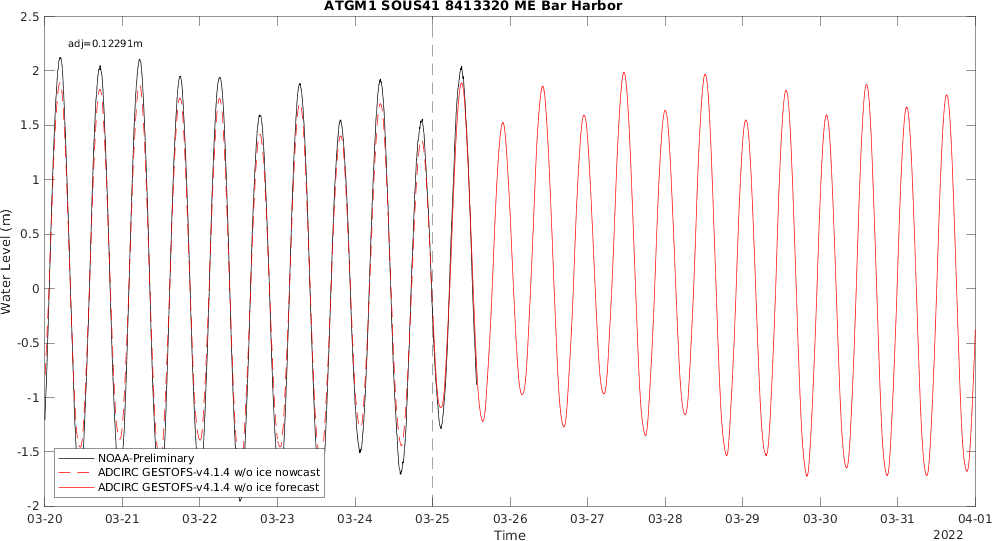 ATGM1 SOUS41 8413320 ME Bar Harbor
adj=0.12291m
2.5
2
1.5
1
0.5
0
-0.5
-1
-1.5
-2
Water Level (m)
NOAA-Preliminary
ADCIRC GESTOFS-v4.1.4 w/o ice nowcast
ADCIRC GESTOFS-v4.1.4 w/o ice forecast
03-20 03-21 03-22 03-23 03-24 03-25 03-26 03-27 03-28 03-29 03-30 03-31 04-01
Time
2022